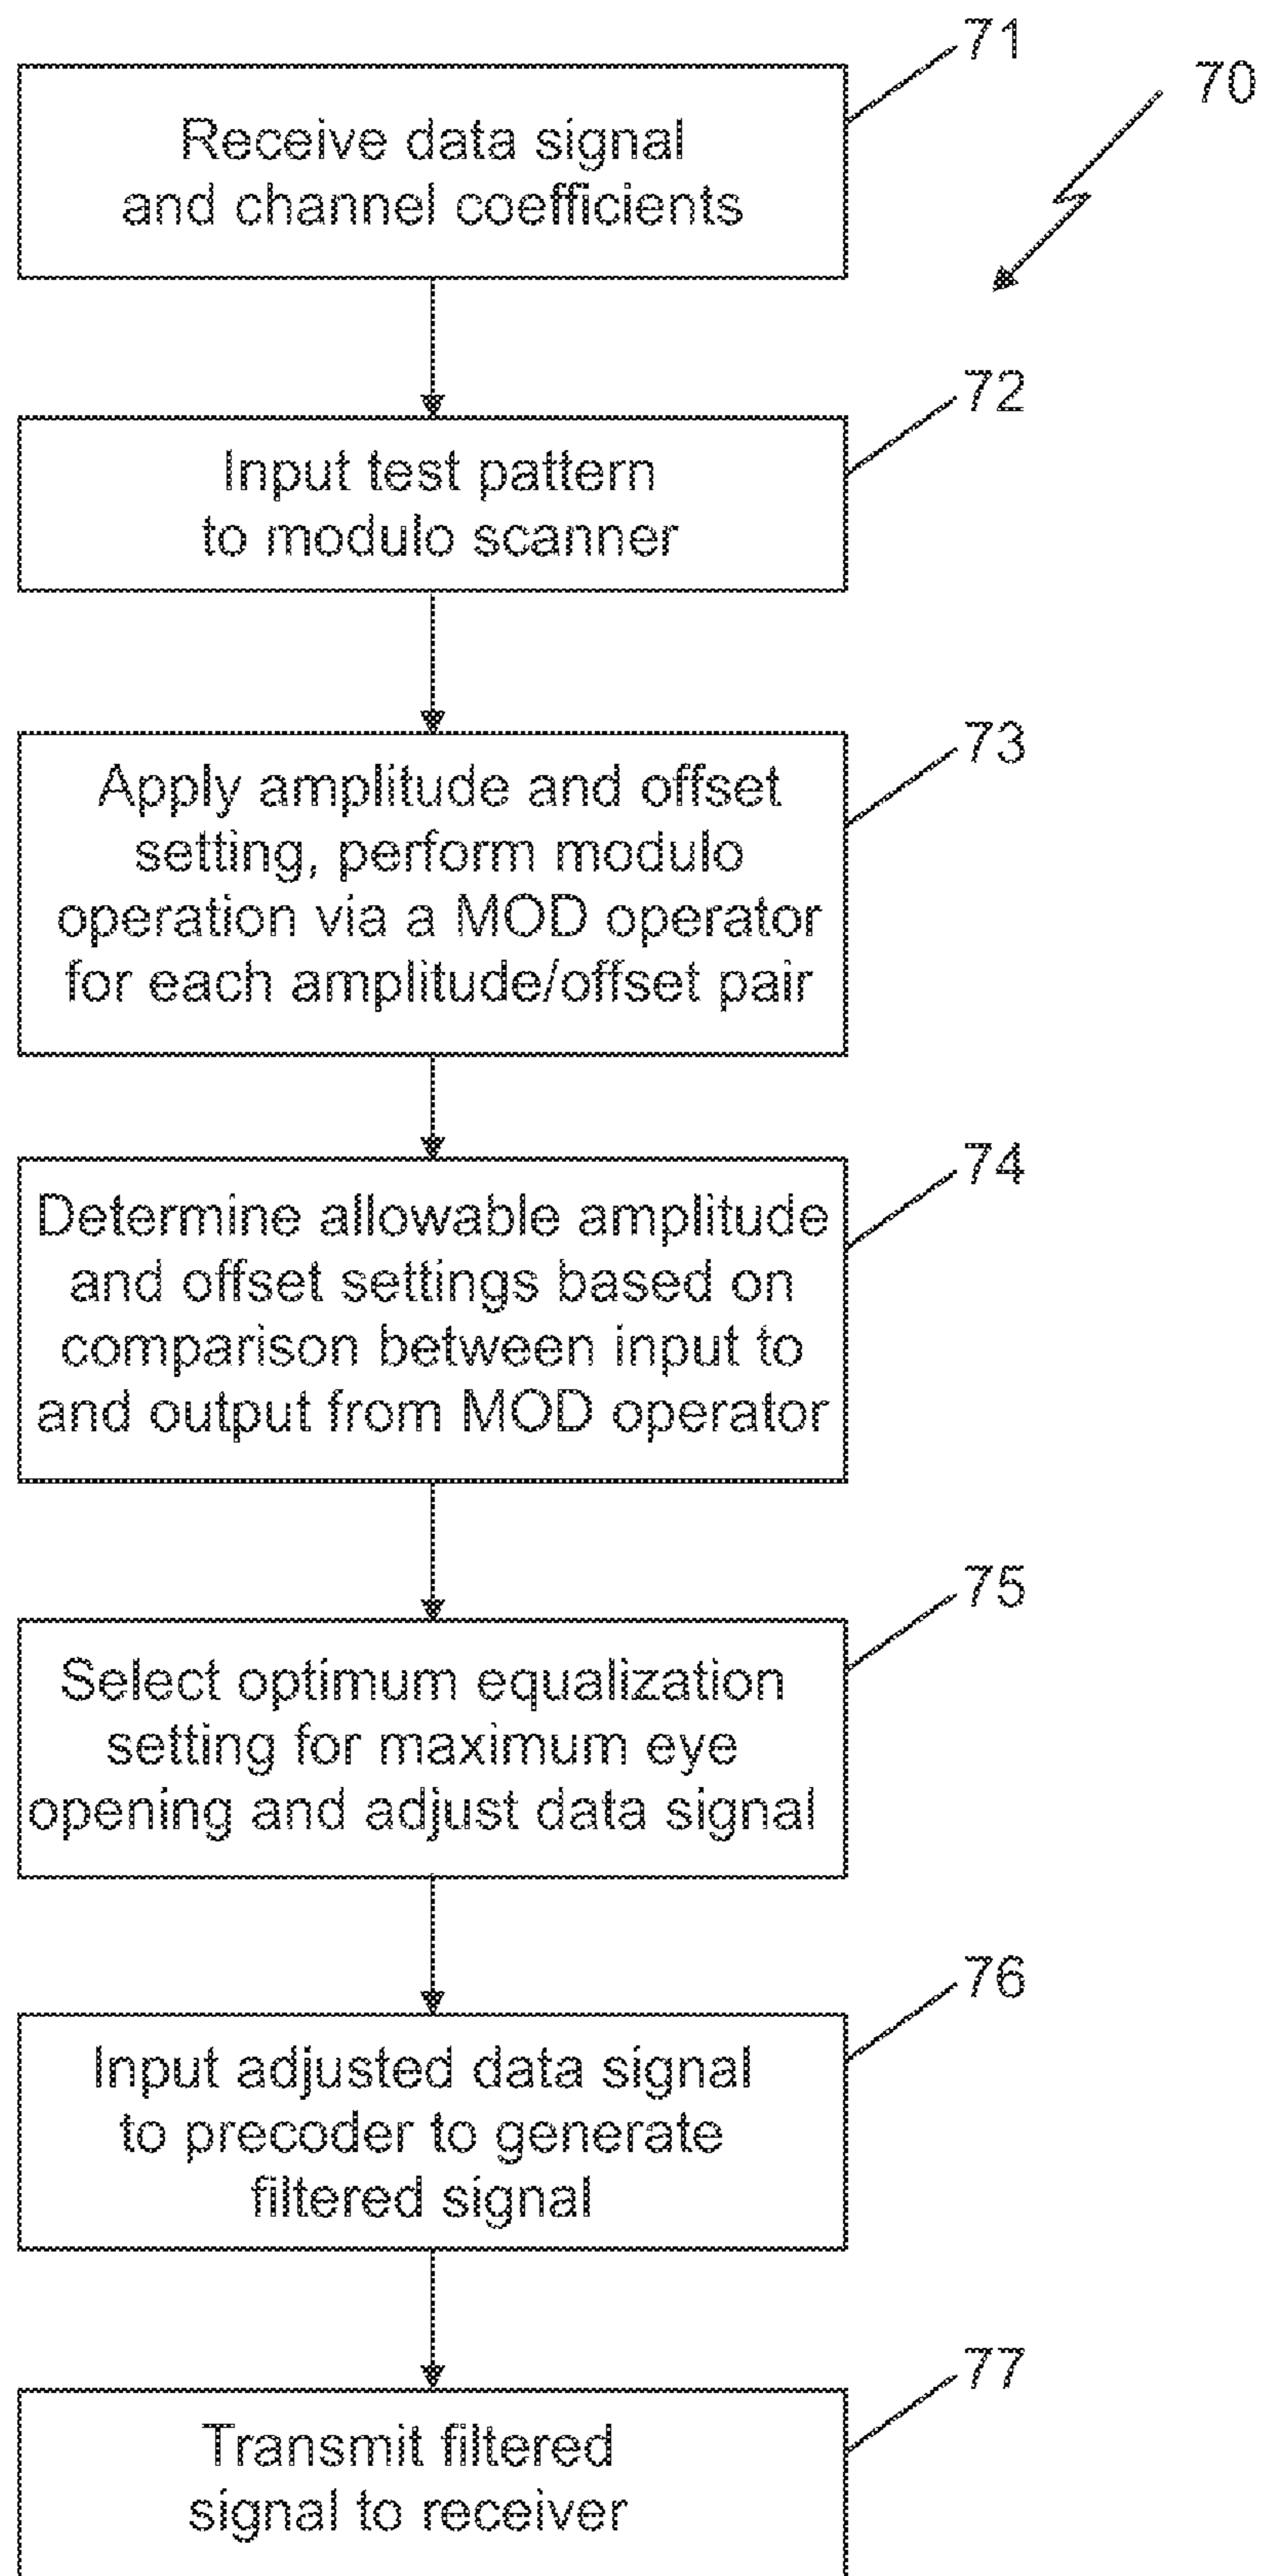 71
70
Receive data signal
and channel coefficients
72
Input test pattern
to modulo scanner
73
Apply amplitude and offset
setting, perform modulo
operation via a MOD operator
for each amplitude/offset pair
74
Determine allowable amplitude
and offset settings based on
comparison between input to
and output from MOD operator
75
Select optimum equalization
setting for maximum eye
opening and adjust data signal
76
Input adjusted data signal
to precoder to generate
filtered signal
77
Transmit filtered
signal to receiver